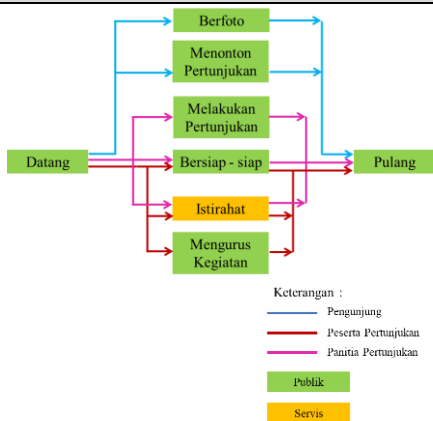 Berfoto
Menonton
Pertunjukan
Melakukan
Pertunjukan
Datang
Bersiap - siap
Pulang
Istirahat
Mengurus
Kegiatan
Keterangan :
Pengunjung
Peserta Pertunjukan
Panitia Pertunjukan
Publik
Servis